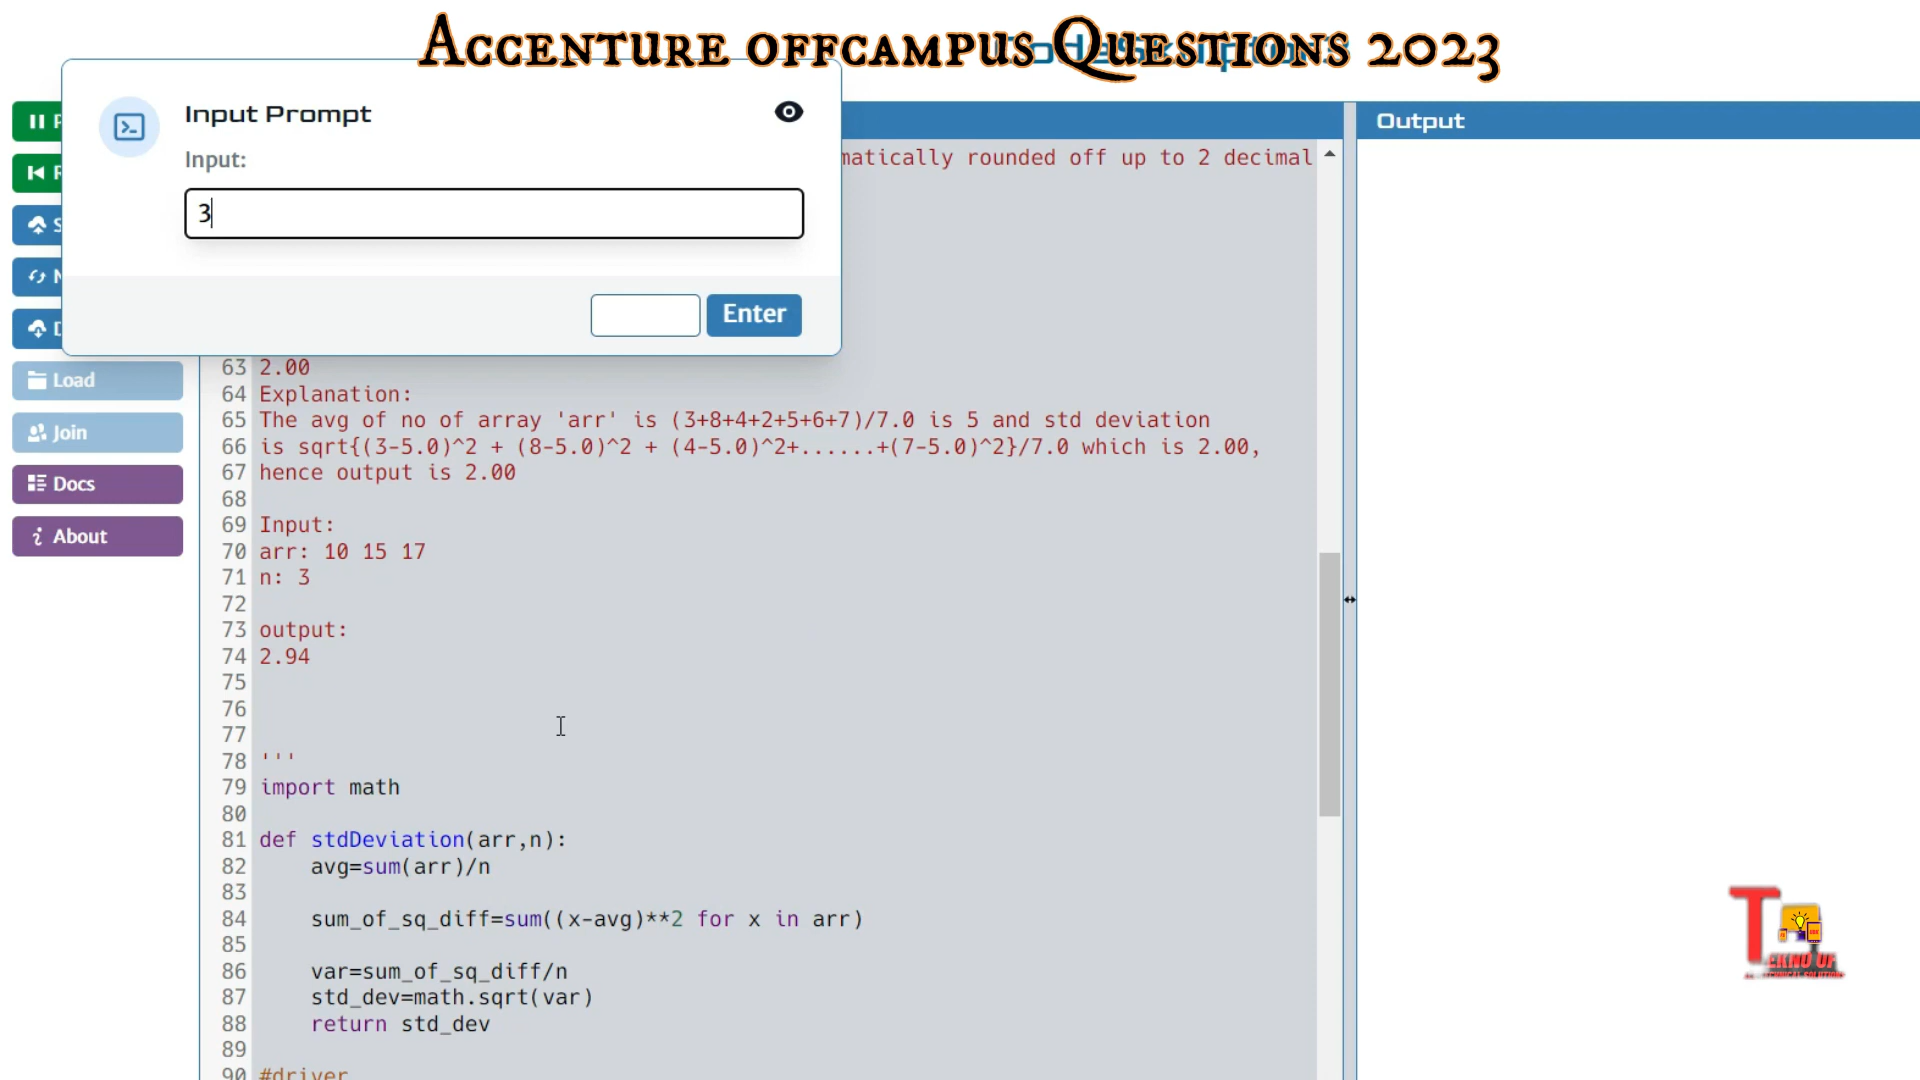 Accenture offcampus Questions 2023
Input Prompt
Input:
3
Enter
Output
matically rounded off up to 2 decimal
Load
Join
Docs
About
63 2.00
64 Explanation:
65 The avg of no of array 'arr' is (3+8+4+2+5+6+7)/7.0 is 5 and std deviation
66 is sqrt{(3-5.0)^2 + (8-5.0)^2 + (4-5.0)^2+......+(7-5.0)^2}/7.0 which is 2.00,
67 hence output is 2.00
68
69 Input:
70 arr: 10 15 17
71 n: 3
72
73 output:
74 2.94
75
76
77
78 '''
79 import math
80
81 def stdDeviation(arr,n):
82 avg=sum(arr)/n
83
84 sum_of_sq_diff=sum((x-avg)**2 for x in arr)
85
86 var=sum_of_sq_diff/n
87 std_dev=math.sqrt(var)
88 return std_dev
89
90 #driver